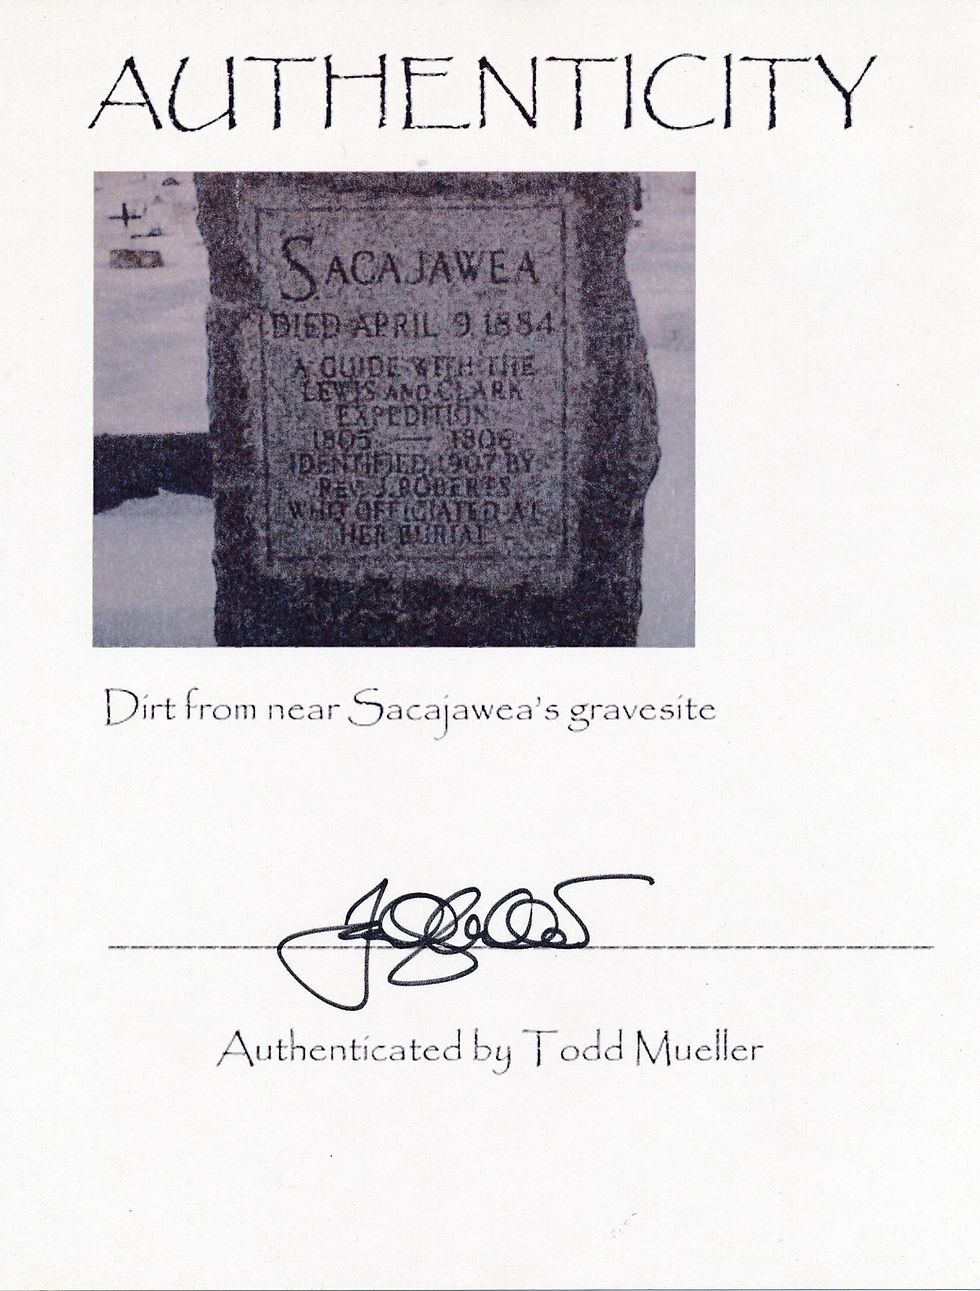 AUTHENTICITY
SACAJAWEA
DIED APRIL 9, 1884
A GUIDE WITH THE
LEWIS AND CLARK
EXPEDITION
1805 — 1806
IDENTIFIED, 1907 BY
REV. J. ROBERTS
WHO OFFICIATED AT
HER BURIAL
Dirt from near Sacajawea's gravesite
Authenticated by Todd Mueller